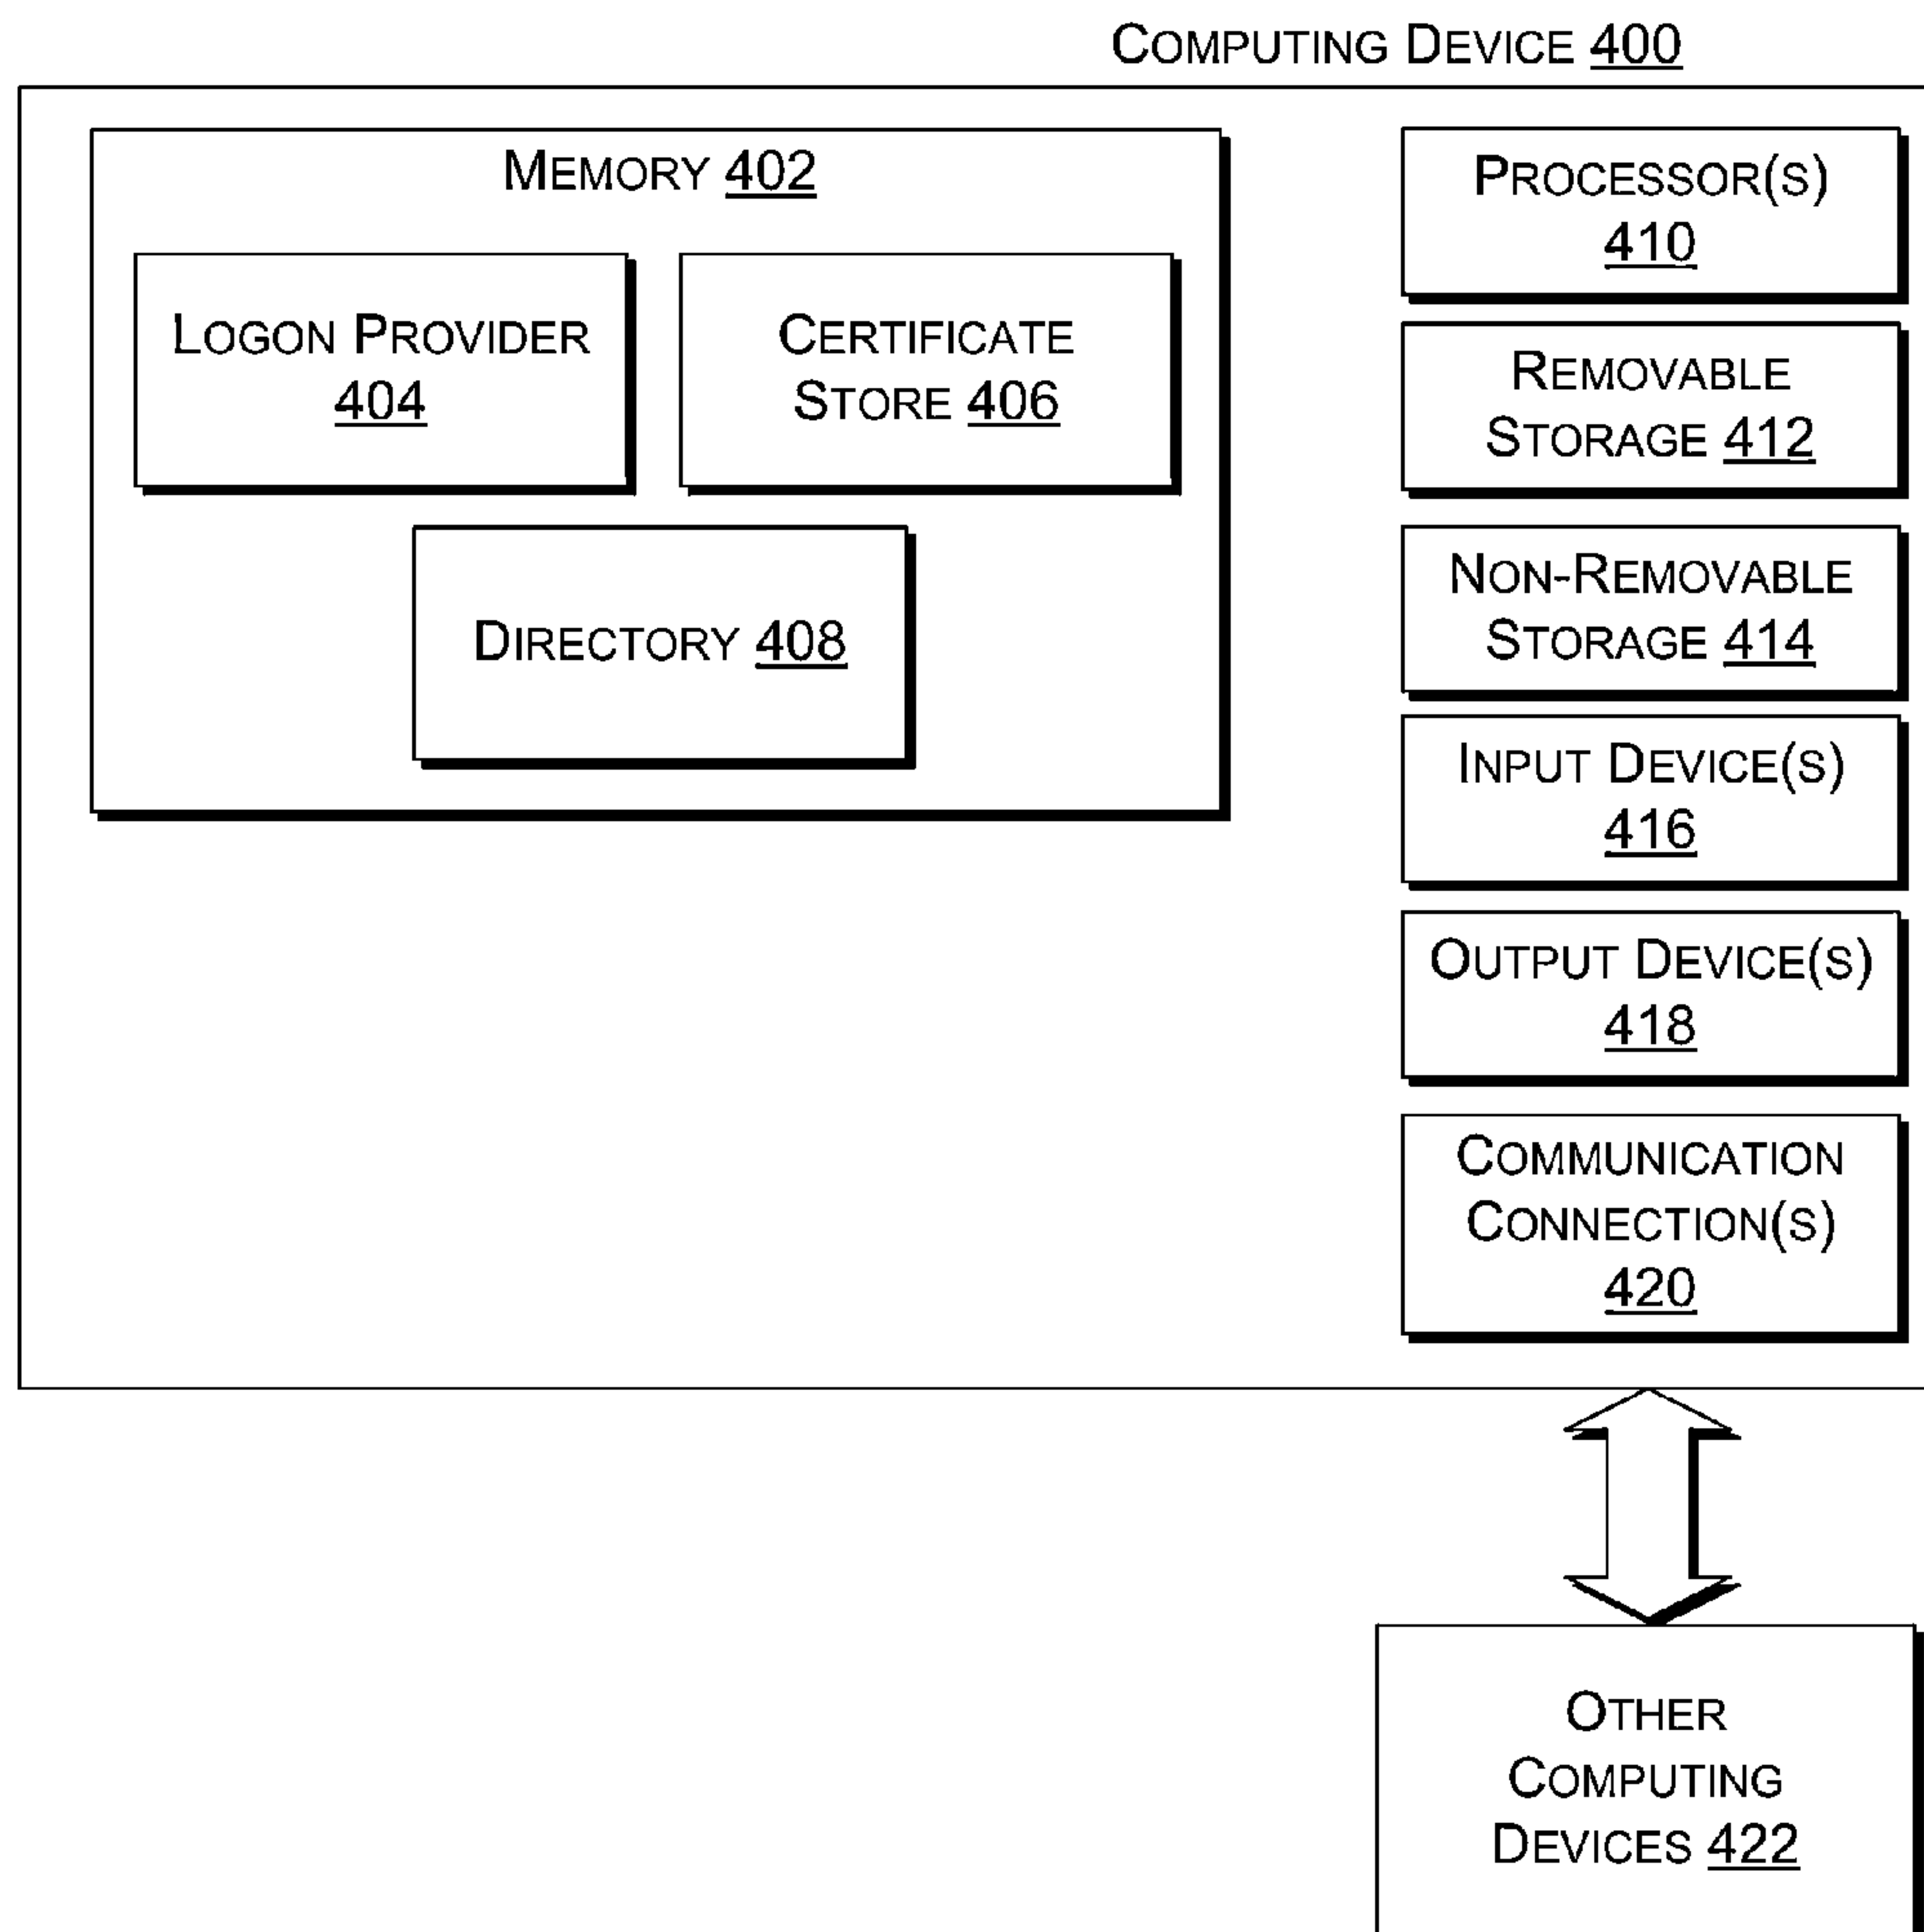 COMPUTING DEVICE 400
MEMORY 402
LOGON PROVIDER
404
CERTIFICATE
STORE 406
DIRECTORY 408
PROCESSOR(S)
410
REMOVABLE
STORAGE 412
NON-REMOVABLE
STORAGE 414
INPUT DEVICE(S)
416
OUTPUT DEVICE(S)
418
COMMUNICATION
CONNECTION(S)
420
OTHER
COMPUTING
DEVICES 422